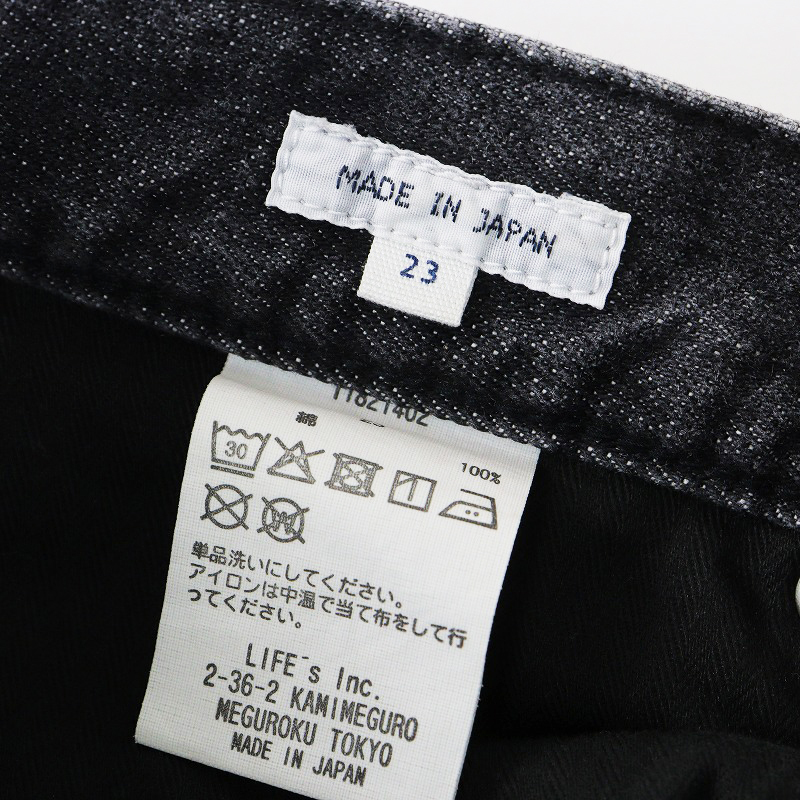 MADE IN JAPAN
23
11821402
綿 100%
30
単品洗いにしてください。
アイロンは中温で当て布をして行
ってください。
LIFE's Inc.
2-36-2 KAMIMEGURO
MEGUROKU TOKYO
MADE IN JAPAN